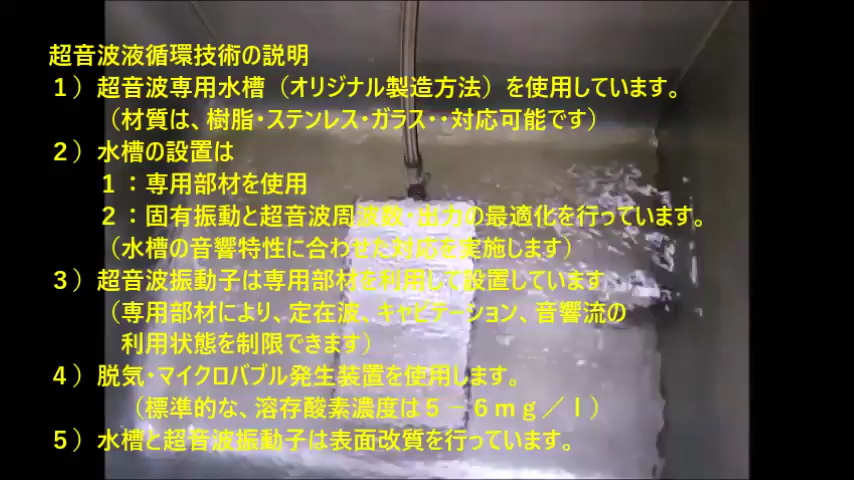 超音波液循環技術の説明
１）超音波専用水槽（オリジナル製造方法）を使用しています。
（材質は、樹脂・ステンレス・ガラス・・対応可能です）
２）水槽の設置は
１：専用部材を使用
２：固有振動と超音波周波数・出力の最適化を行っています。
（水槽の音響特性に合わせた対応を実施します）
３）超音波振動子は専用部材を利用して設置しています
（専用部材により、定在波、キャビテーション、音響流の
利用状態を制限できます）
４）脱気・マイクロバブル発生装置を使用します。
（標準的な、溶存酸素濃度は５－６ｍｇ／ｌ）
５）水槽と超音波振動子は表面改質を行っています。